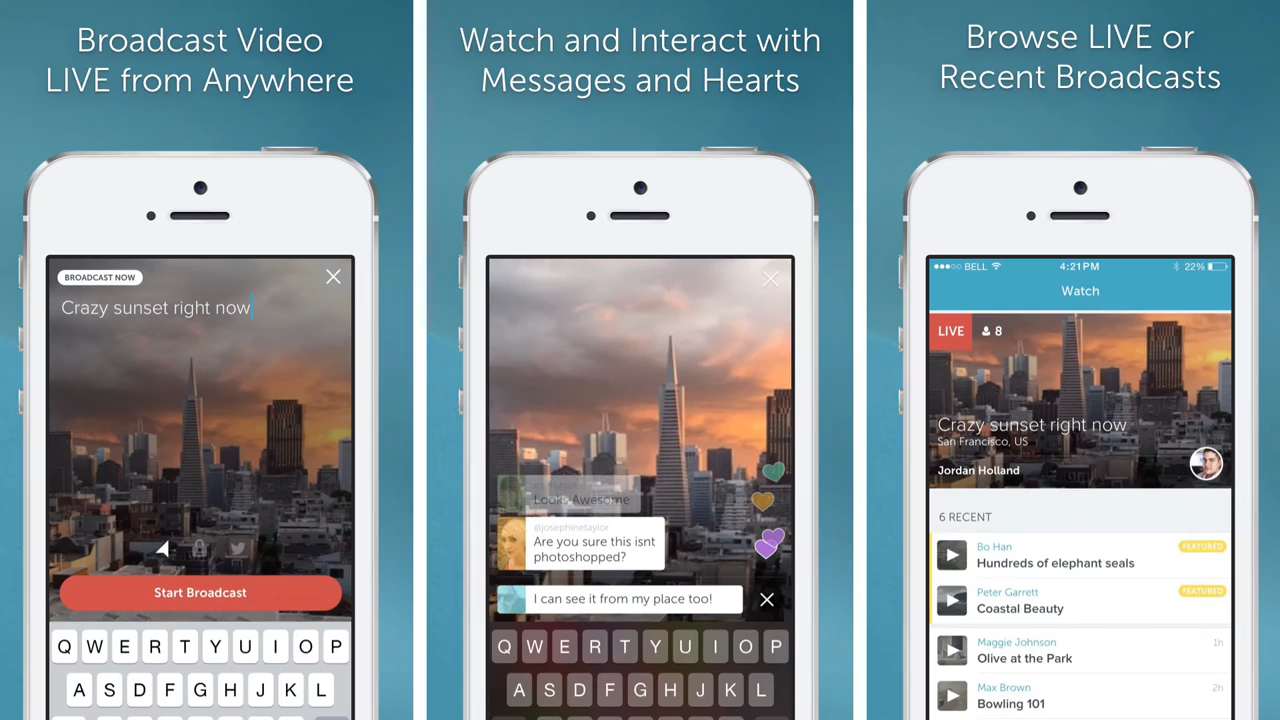 Broadcast Video
LIVE from Anywhere
BROADCAST NOW
Crazy sunset right now
Start Broadcast
Q W E R T Y U I O P
A S D F G H J K L
Watch and Interact with
Messages and Hearts
Looks Awesome
@josephinetaylor
Are you sure this isnt
photoshopped?
I can see it from my place too!
Q W E R T Y U I O P
A S D F G H J K L
Browse LIVE or
Recent Broadcasts
BELL 4:21PM 22%
Watch
LIVE 8
Crazy sunset right now
San Francisco, US
Jordan Holland
6 RECENT
Bo Han FEATURED
Hundreds of elephant seals
Peter Garrett FEATURED
Coastal Beauty
Maggie Johnson 1h
Olive at the Park
Max Brown 2h
Bowling 101